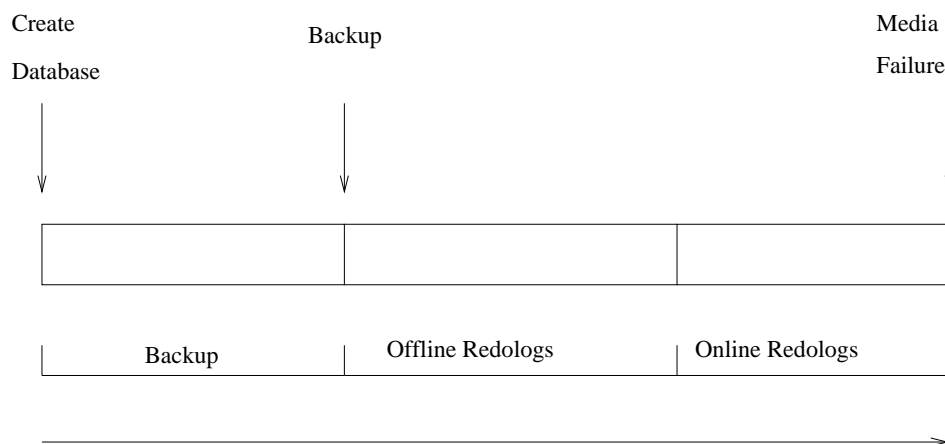 Create
Database
Backup
Media
Failure
Backup
Offline Redologs
Online Redologs